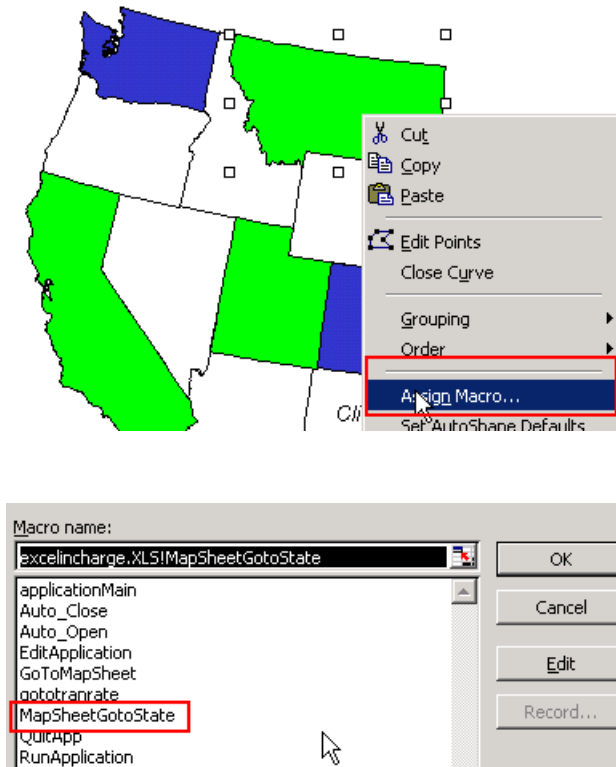 Cut
Copy
Paste
Edit Points
Close Curve
Grouping
Order
Assign Macro...
Set AutoShape Defaults
Cli
Macro name:
excelincharge.XLS!MapSheetGotoState
OK
applicationMain
Auto_Close
Cancel
Auto_Open
EditApplication
Edit
GoToMapSheet
gototranrate
MapSheetGotoState
Record...
QuitApp
RunApplication